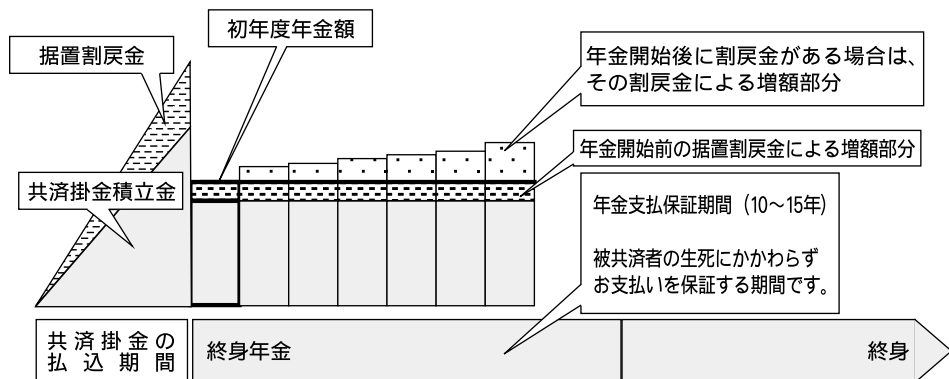 初年度年金額
据置割戻金
年金開始後に割戻金がある場合は、
その割戻金による増額部分
年金開始前の据置割戻金による増額部分
共済掛金積立金
年金支払保証期間（10～15年）
被共済者の生死にかかわらず
お支払いを保証する期間です。
共済掛金の
払込期間
終身年金
終身